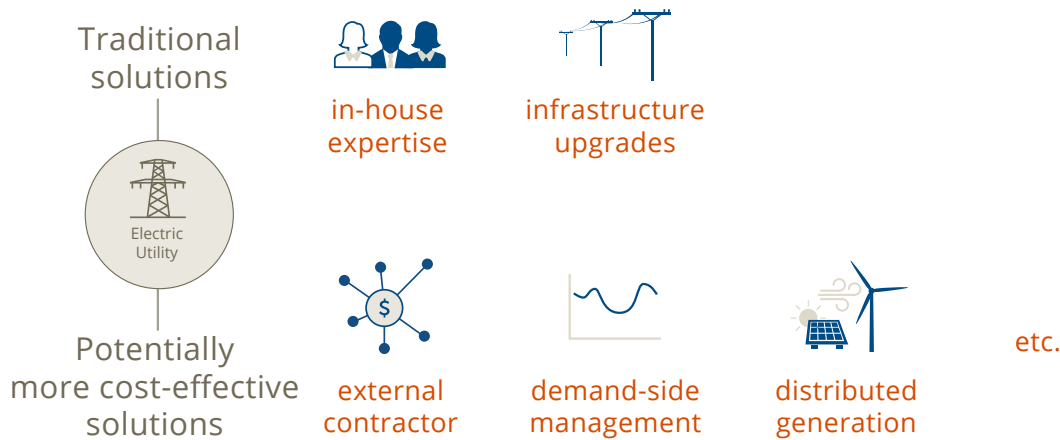 Traditional
solutions
in-house
expertise
infrastructure
upgrades
Electric
Utility
$
Potentially
more cost-effective
solutions
external
contractor
demand-side
management
distributed
generation
etc.